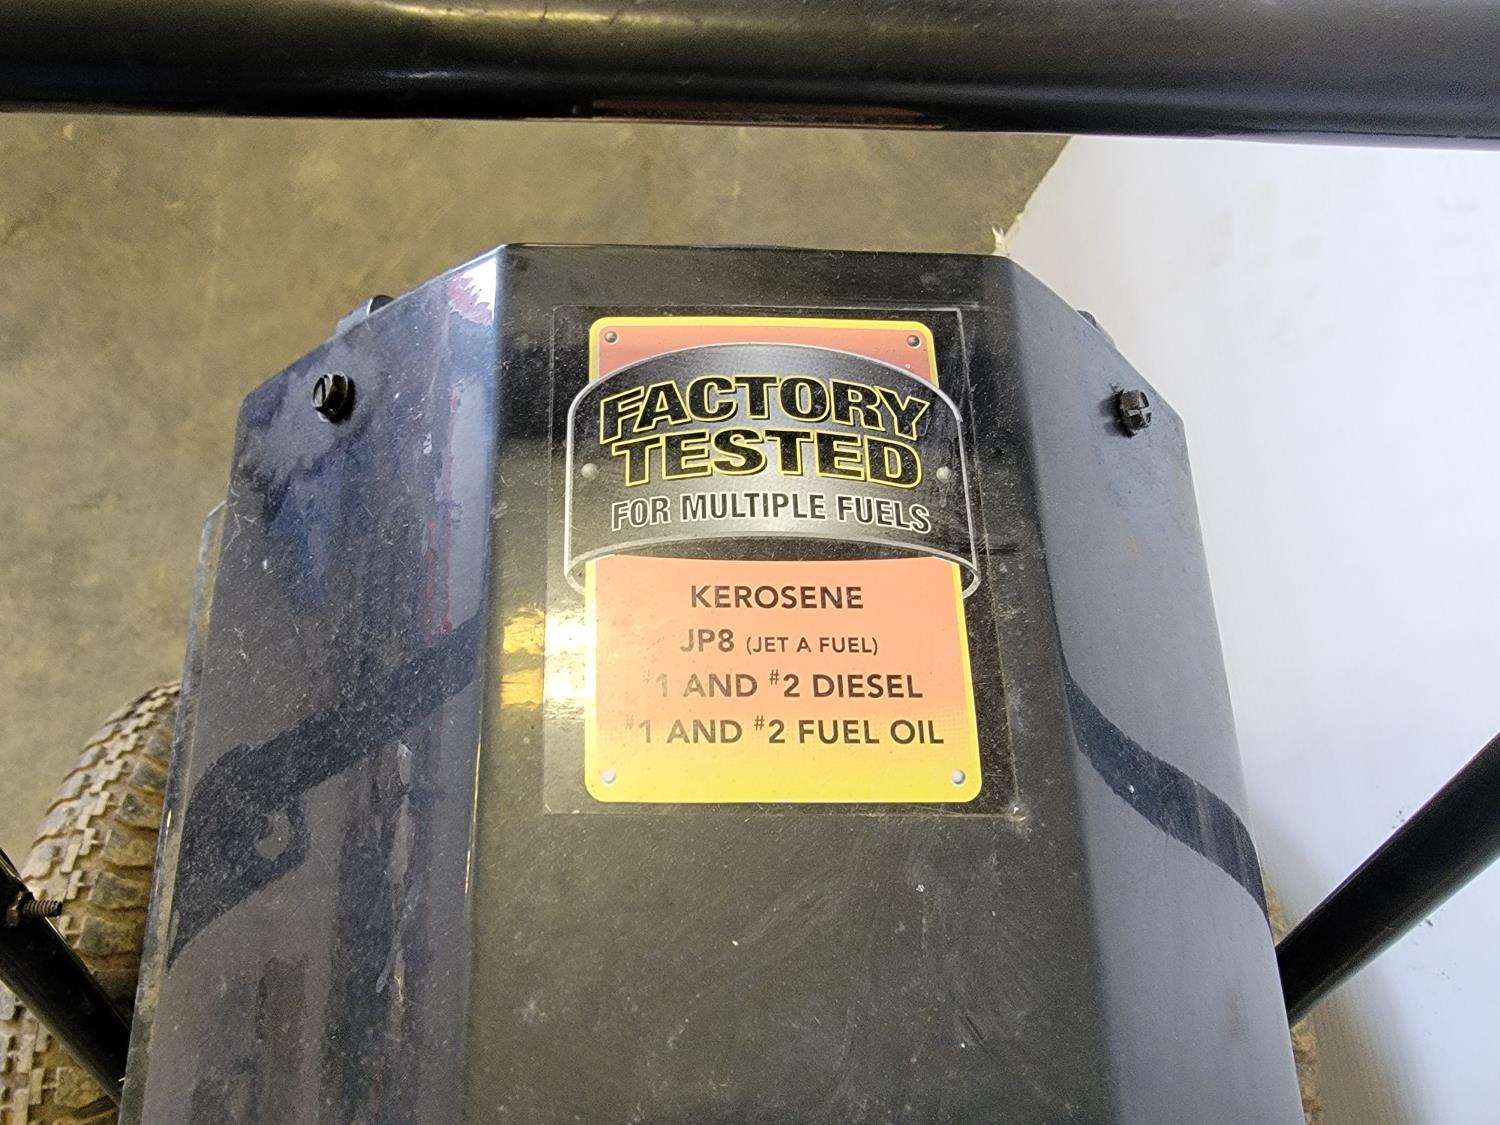 FACTORY
TESTED
FOR MULTIPLE FUELS
KEROSENE
JP8 (JET A FUEL)
#1 AND #2 DIESEL
#1 AND #2 FUEL OIL